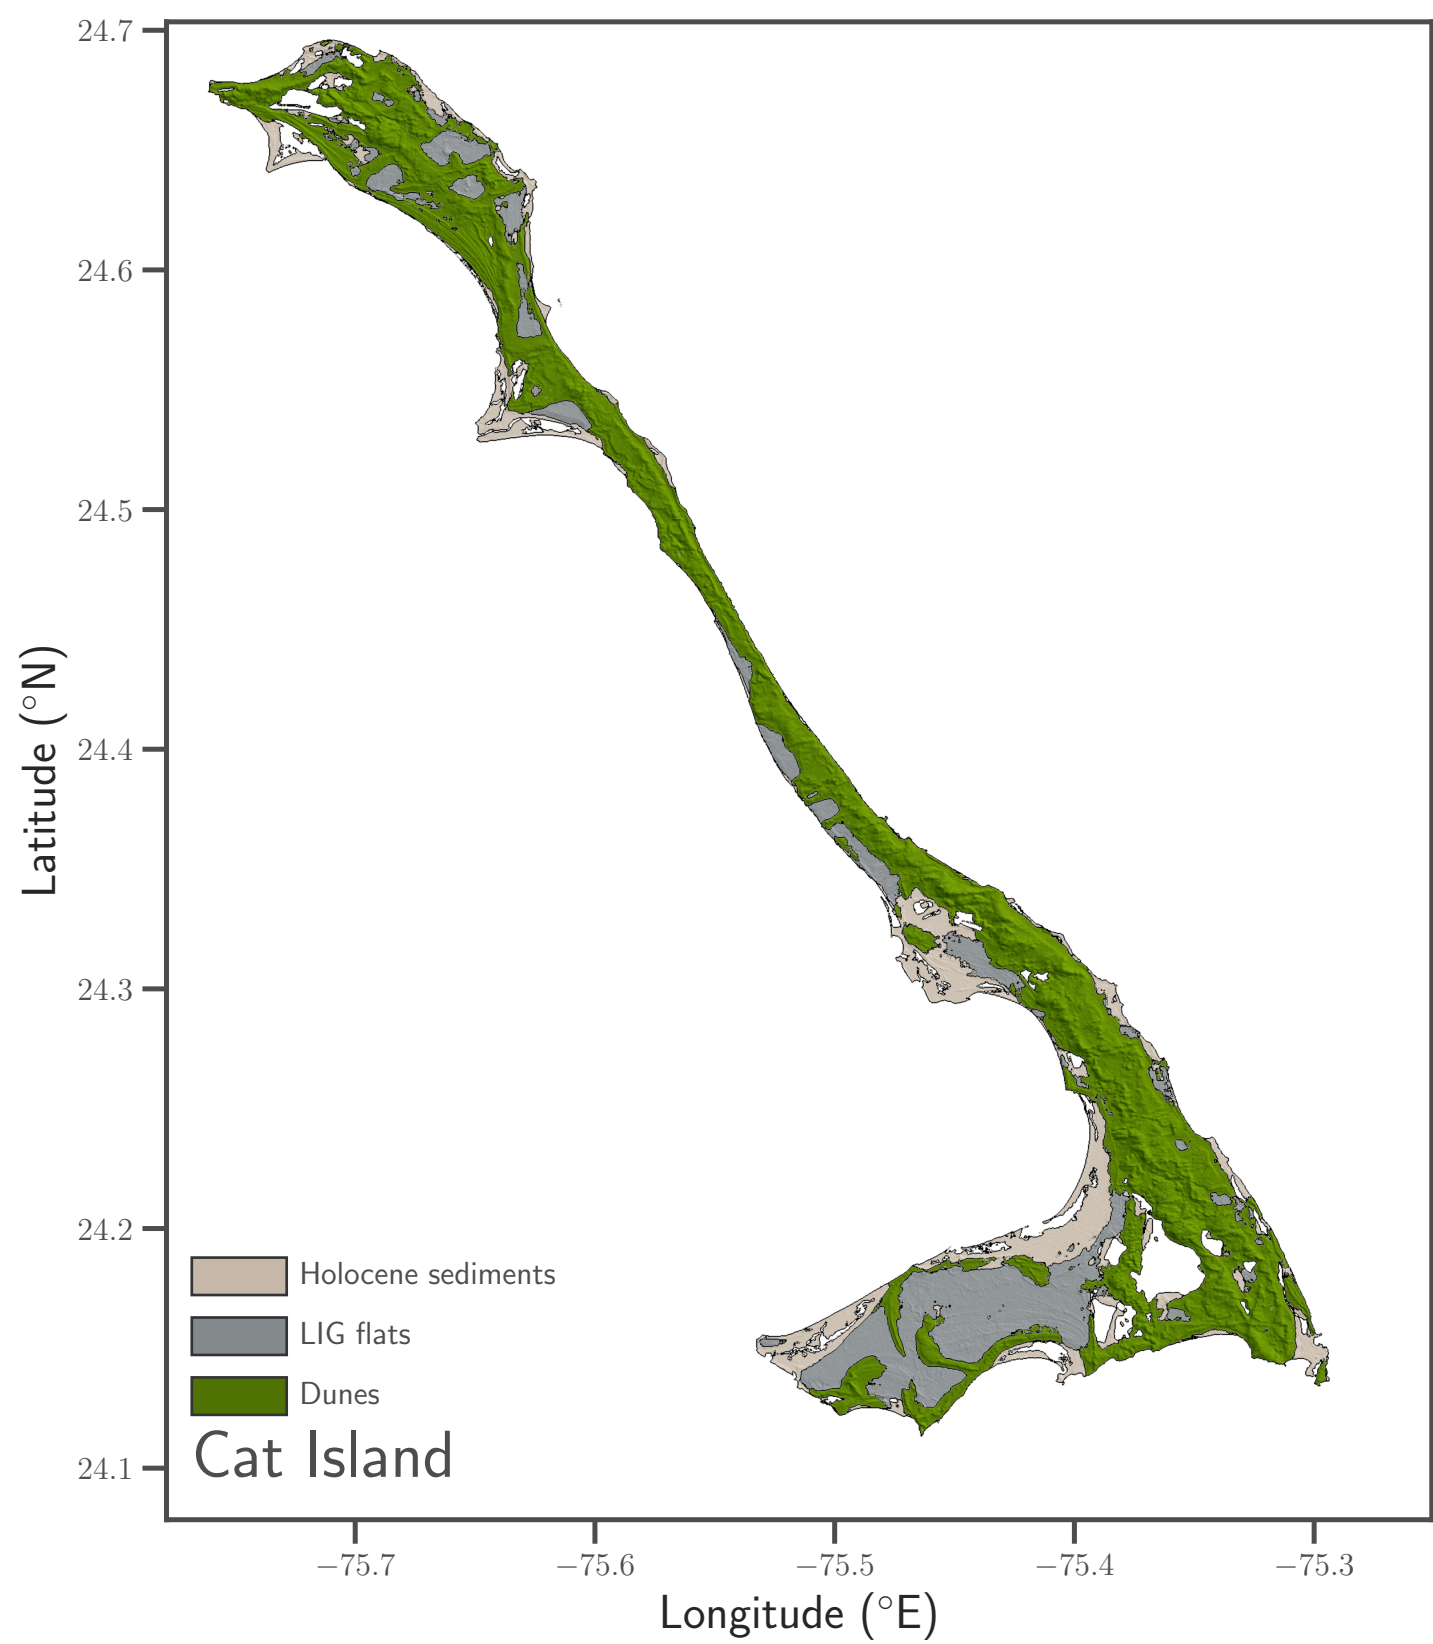 24.7
24.6
24.5
24.4
24.3
24.2
24.1
Latitude (°N)
Holocene sediments
LIG flats
Dunes
Cat Island
−75.7
−75.6
−75.5
−75.4
−75.3
Longitude (°E)